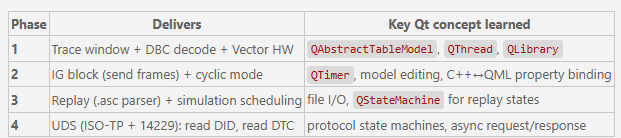 Phase Delivers Key Qt concept learned
1 Trace window + DBC decode + Vector HW QAbstractTableModel, QThread, QLibrary
2 IG block (send frames) + cyclic mode QTimer, model editing, C++↔QML property binding
3 Replay (.asc parser) + simulation scheduling file I/O, QStateMachine for replay states
4 UDS (ISO-TP + 14229): read DID, read DTC protocol state machines, async request/response